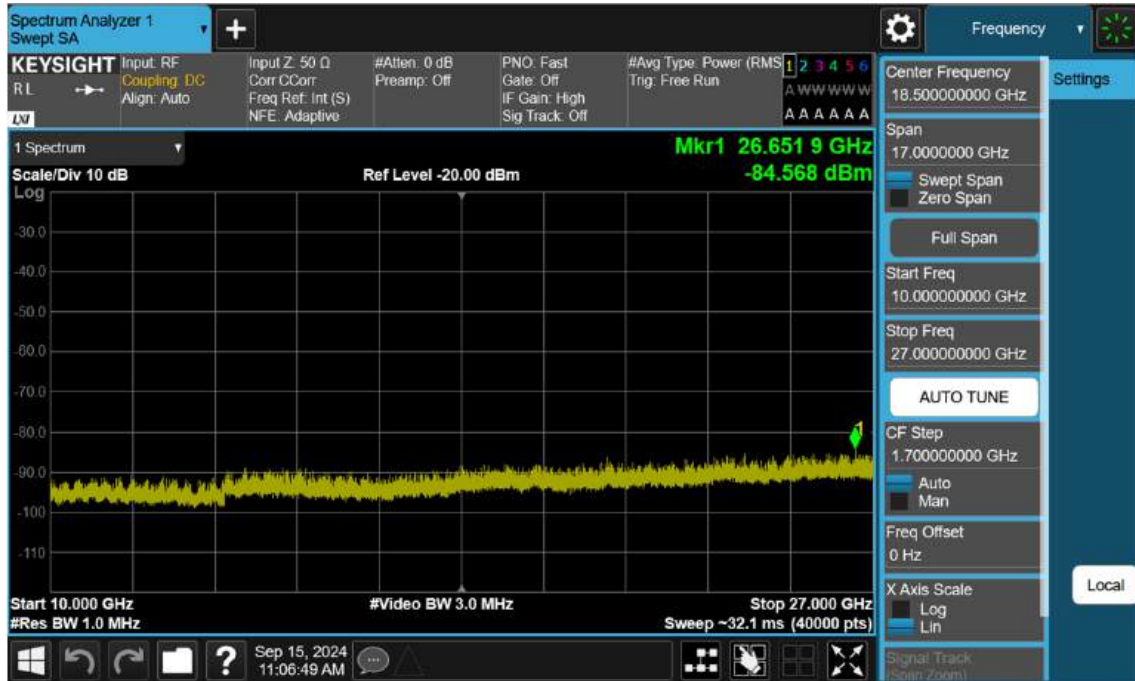 Spectrum Analyzer 1
Swept SA
+
Frequency
KEYSIGHT
RL
LXI
Input: RF
Coupling: DC
Align: Auto
Input Z: 50 Ω
Corr CCorr
Freq Ref: Int (S)
NFE: Adaptive
#Atten: 0 dB
Preamp: Off
PNO: Fast
Gate: Off
IF Gain: High
Sig Track: Off
#Avg Type: Power (RMS
Trig: Free Run
1 2 3 4 5 6
A W W W W W
A A A A A A
1 Spectrum
Scale/Div 10 dB
Ref Level -20.00 dBm
Mkr1 26.651 9 GHz
-84.568 dBm
Log
-30.0
-40.0
-50.0
-60.0
-70.0
-80.0
-90.0
-100
-110
1
Start 10.000 GHz
#Res BW 1.0 MHz
#Video BW 3.0 MHz
Stop 27.000 GHz
Sweep ~32.1 ms (40000 pts)
Center Frequency
18.500000000 GHz
Span
17.0000000 GHz
Swept Span
Zero Span
Full Span
Start Freq
10.000000000 GHz
Stop Freq
27.000000000 GHz
AUTO TUNE
CF Step
1.700000000 GHz
Auto
Man
Freq Offset
0 Hz
X Axis Scale
Log
Lin
Signal Track
(Span Zoom)
Settings
Local
?
Sep 15, 2024
11:06:49 AM